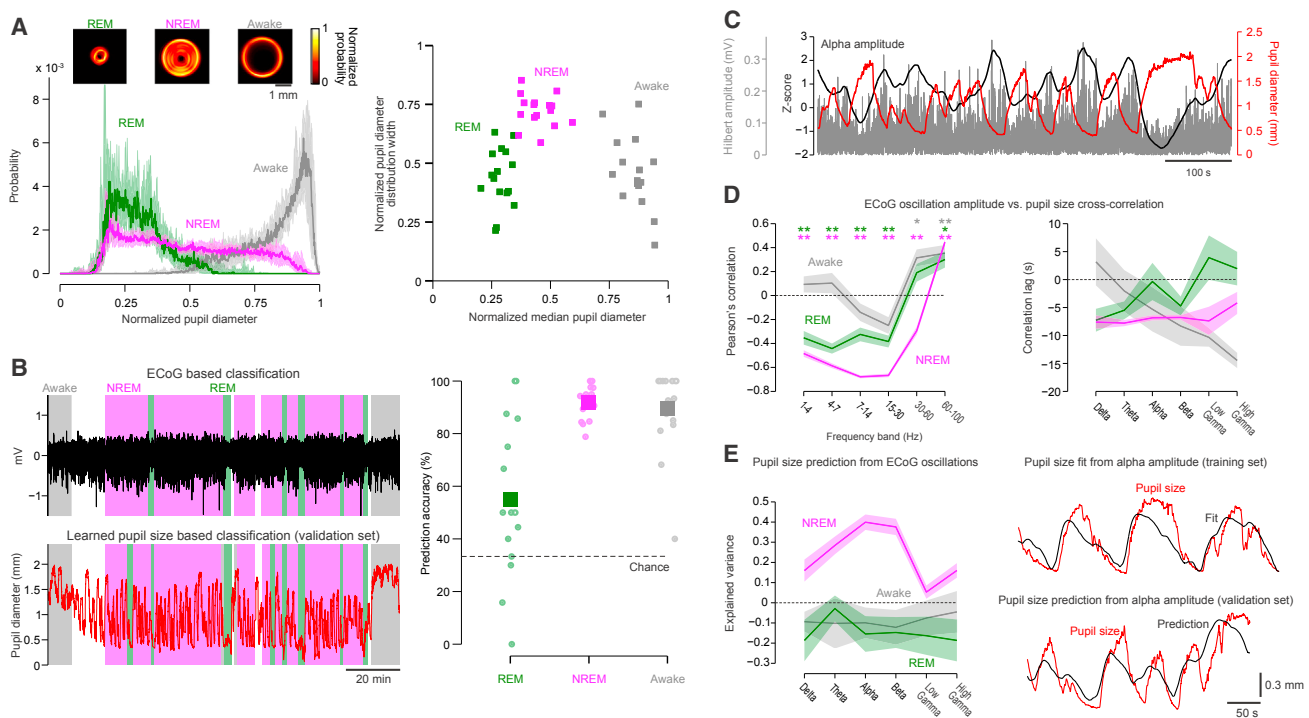 A
REM
NREM
Awake
1
0
Normalized
probability
1 mm
x 10⁻³
8
6
4
2
0
Probability
REM
Awake
NREM
0
0.25
0.5
0.75
1
Normalized pupil diameter
1
0.75
0.5
0.25
0
Normalized pupil diameter
distribution width
NREM
Awake
REM
0
0.25
0.5
0.75
1
Normalized median pupil diameter
B
ECoG based classification
Awake
NREM
REM
1
0
−1
mV
Learned pupil size based classification (validation set)
2
1.5
1
0.5
0
Pupil diameter (mm)
20 min
100
80
60
40
20
0
Prediction accuracy (%)
Chance
REM
NREM
Awake
C
Hilbert amplitude (mV)
0.3
0.2
0.1
0
Z-score
3
2
1
0
−1
−2
Alpha amplitude
2.5
2.0
1.5
1
0.5
0
Pupil diameter
(mm)
100 s
D
ECoG oscillation amplitude vs. pupil size cross-correlation
0.6
0.4
0.2
0
−0.2
−0.4
−0.6
−0.8
Pearson's correlation
* **
** ** ** ** *
** ** ** ** ** **
Awake
REM
NREM
1-4
4-7
7-14
15-30
30-60
60-100
Frequency band (Hz)
10
5
0
−5
−10
−15
−20
Correlation lag (s)
Delta
Theta
Alpha
Beta
Low
Gamma
High
Gamma
E
Pupil size prediction from ECoG oscillations
0.5
0.4
0.3
0.2
0.1
0
−0.1
−0.2
−0.3
Explained variance
NREM
Awake
REM
Delta
Theta
Alpha
Beta
Low
Gamma
High
Gamma
Pupil size fit from alpha amplitude (training set)
Pupil size
Fit
Pupil size prediction from alpha amplitude (validation set)
Pupil size
Prediction
0.3 mm
50 s